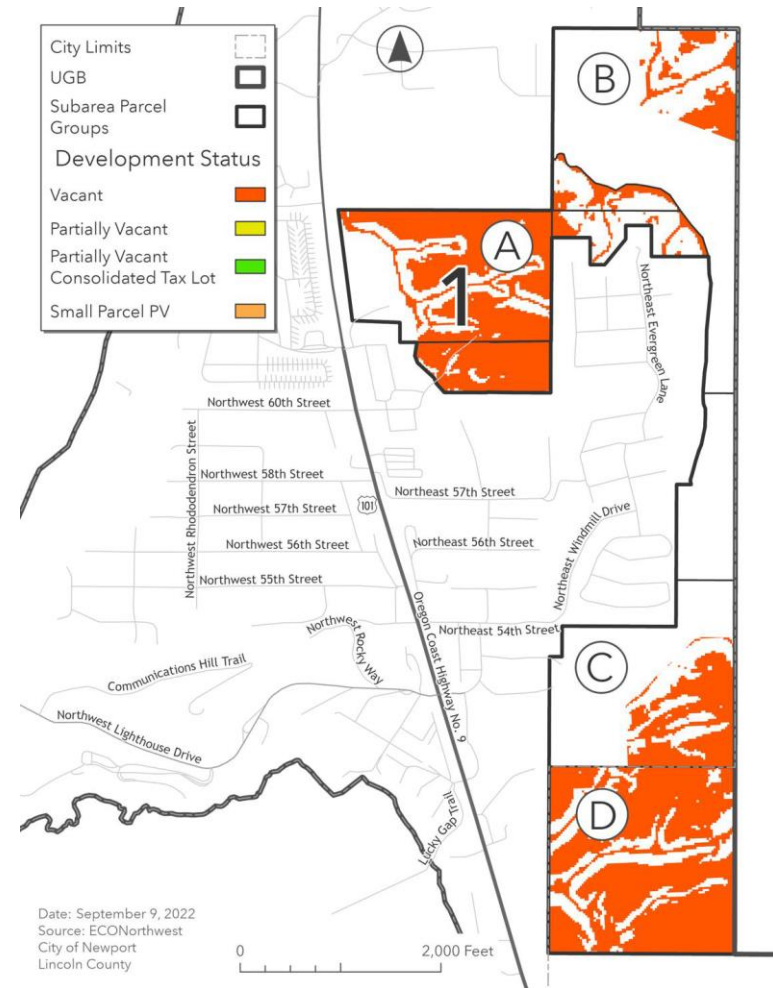 City Limits
UGB
Subarea Parcel
Groups
Development Status
Vacant
Partially Vacant
Partially Vacant
Consolidated Tax Lot
Small Parcel PV
B
A
1
Northeast Evergreen Lane
Northwest 60th Street
Northwest Rhododendron Street
Northwest 58th Street
Northeast 57th Street
Northwest 57th Street
101
Northwest 56th Street
Northeast 56th Street
Northeast Windmill Drive
Northwest 55th Street
Oregon Coast Highway No. 9
Northwest Rocky Way
Northeast 54th Street
C
Communications Hill Trail
Northwest Lighthouse Drive
D
Lucky Gap Trail
Date: September 9, 2022
Source: ECONorthwest
City of Newport
Lincoln County
0 2,000 Feet